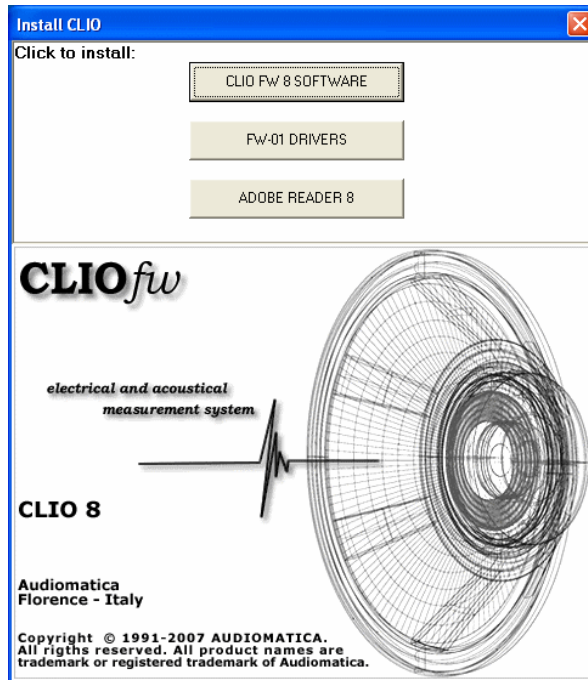 Install CLIO
Click to install:
CLIO FW 8 SOFTWARE
FW-01 DRIVERS
ADOBE READER 8
CLIOfw
electrical and acoustical
measurement system
CLIO 8
Audiomatica
Florence - Italy
Copyright © 1991-2007 AUDIOMATICA.
All rigths reserved. All product names are
trademark or registered trademark of Audiomatica.